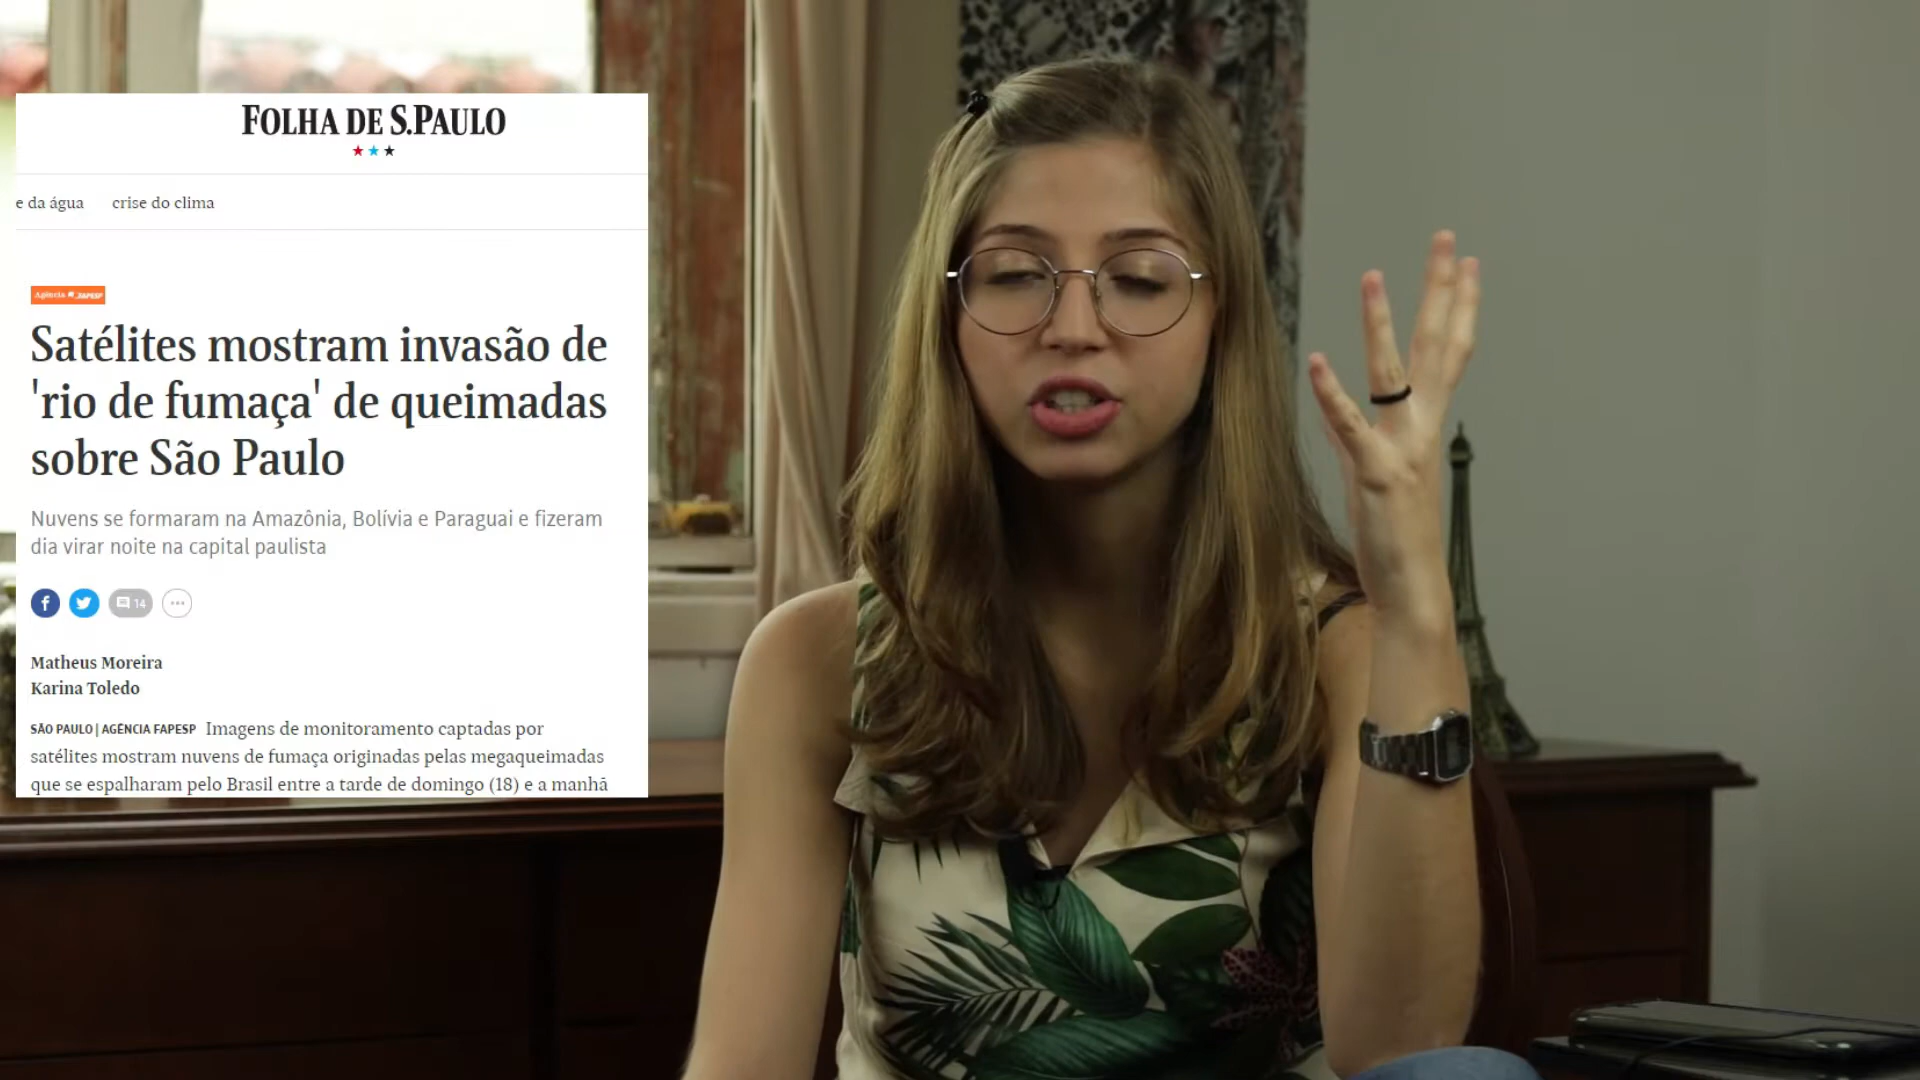 FOLHA DE S.PAULO
e da água crise do clima
Agência FAPESP
Satélites mostram invasão de
'rio de fumaça' de queimadas
sobre São Paulo
Nuvens se formaram na Amazônia, Bolívia e Paraguai e fizeram
dia virar noite na capital paulista
14
Matheus Moreira
Karina Toledo
SÃO PAULO | AGÊNCIA FAPESP Imagens de monitoramento captadas por
satélites mostram nuvens de fumaça originadas pelas megaqueimadas
que se espalharam pelo Brasil entre a tarde de domingo (18) e a manhã